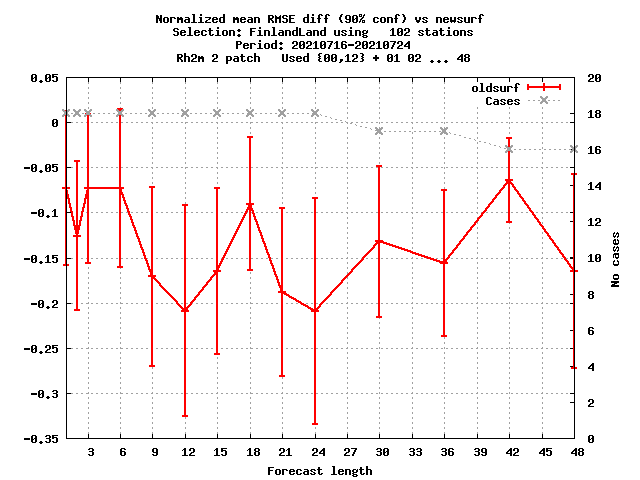 Normalized mean RMSE diff (90% conf) vs newsurf
Selection: FinlandLand using   102 stations
Period: 20210716-20210724
Rh2m 2 patch   Used {00,12} + 01 02 ... 48
oldsurf
Cases
0.05
0
-0.05
-0.1
-0.15
-0.2
-0.25
-0.3
-0.35
20
18
16
14
12
10
8
6
4
2
0
No cases
3 6 9 12 15 18 21 24 27 30 33 36 39 42 45 48
Forecast length